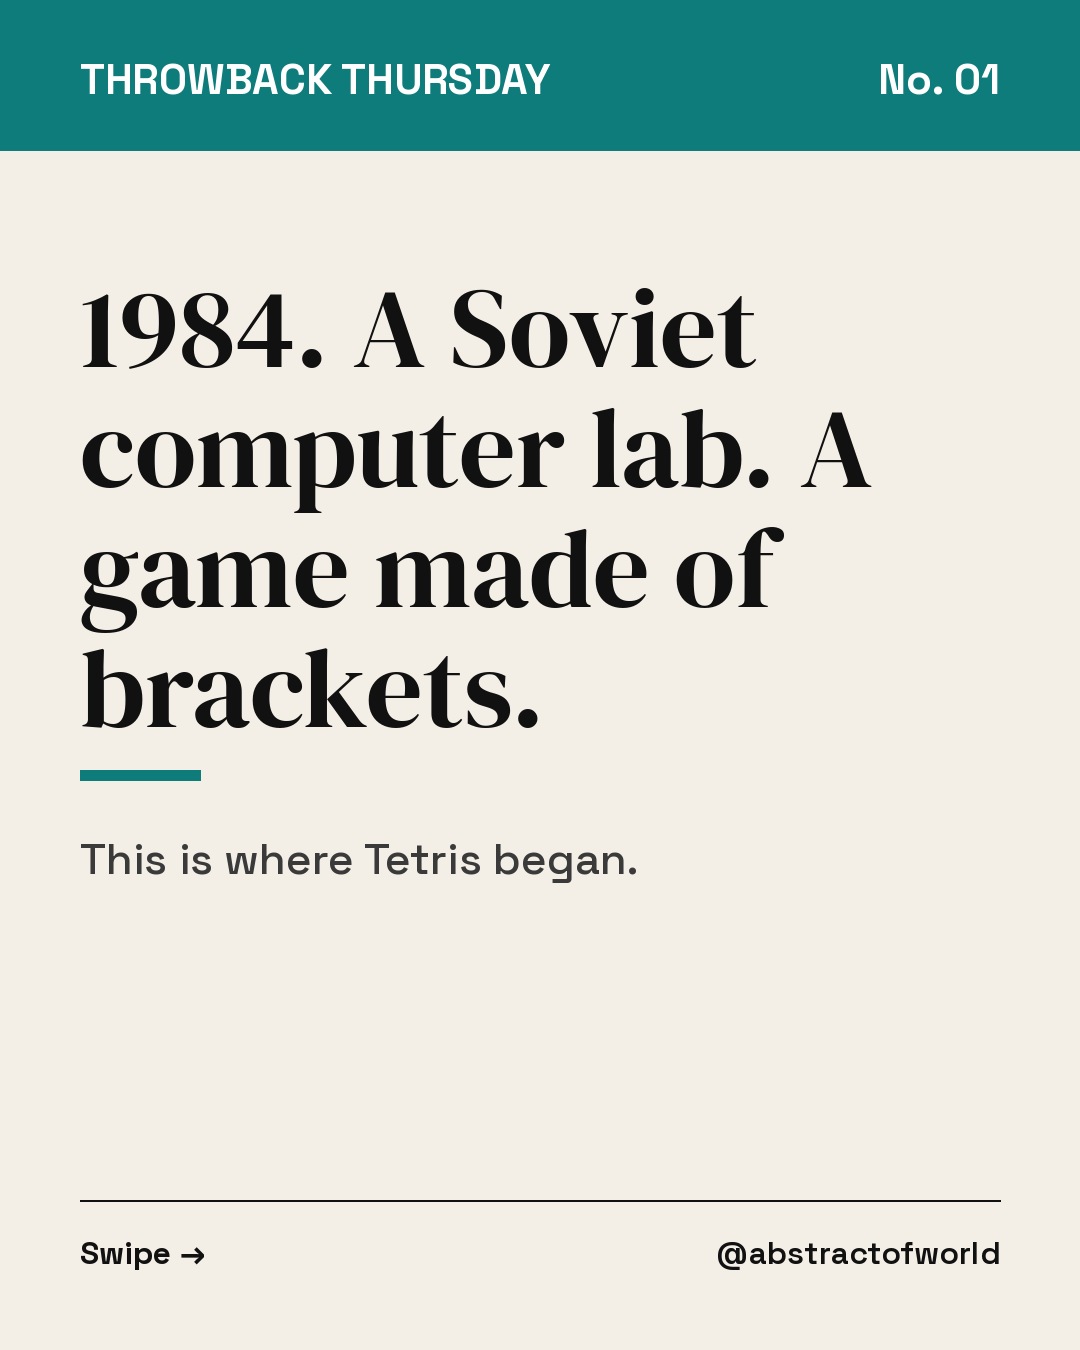 THROWBACK THURSDAY No. 01
1984. A Soviet
computer lab. A
game made of
brackets.
This is where Tetris began.
Swipe → @abstractofworld